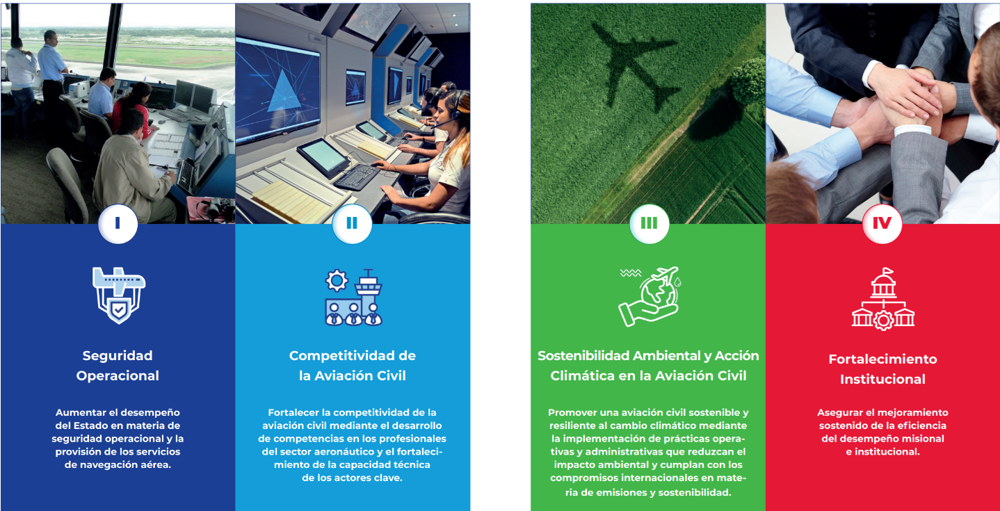 I
Seguridad
Operacional
Aumentar el desempeño
del Estado en materia de
seguridad operacional y la
provisión de los servicios
de navegación aérea.
II
Competitividad de
la Aviación Civil
Fortalecer la competitividad de la
aviación civil mediante el desarrollo
de competencias en los profesionales
del sector aeronáutico y el fortaleci-
miento de la capacidad técnica
de los actores clave.
III
Sostenibilidad Ambiental y Acción
Climática en la Aviación Civil
Promover una aviación civil sostenible y
resiliente al cambio climático mediante
la implementación de prácticas opera-
tivas y administrativas que reduzcan el
impacto ambiental y cumplan con los
compromisos internacionales en mate-
ria de emisiones y sostenibilidad.
IV
Fortalecimiento
Institucional
Asegurar el mejoramiento
sostenido de la eficiencia
del desempeño misional
e institucional.